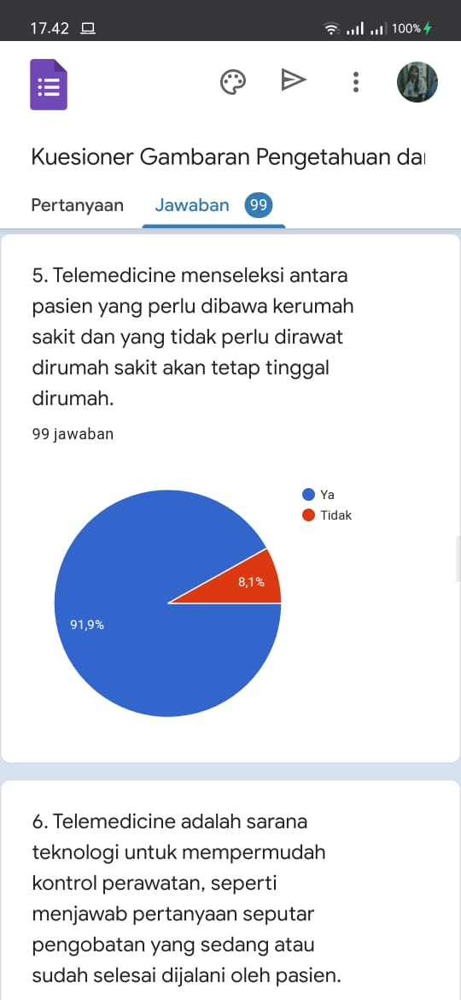 17.42
100%
Kuesioner Gambaran Pengetahuan dan
Pertanyaan Jawaban 99
5. Telemedicine menseleksi antara
pasien yang perlu dibawa kerumah
sakit dan yang tidak perlu dirawat
dirumah sakit akan tetap tinggal
dirumah.
99 jawaban
Ya
Tidak
8,1%
91,9%
6. Telemedicine adalah sarana
teknologi untuk mempermudah
kontrol perawatan, seperti
menjawab pertanyaan seputar
pengobatan yang sedang atau
sudah selesai dijalani oleh pasien.